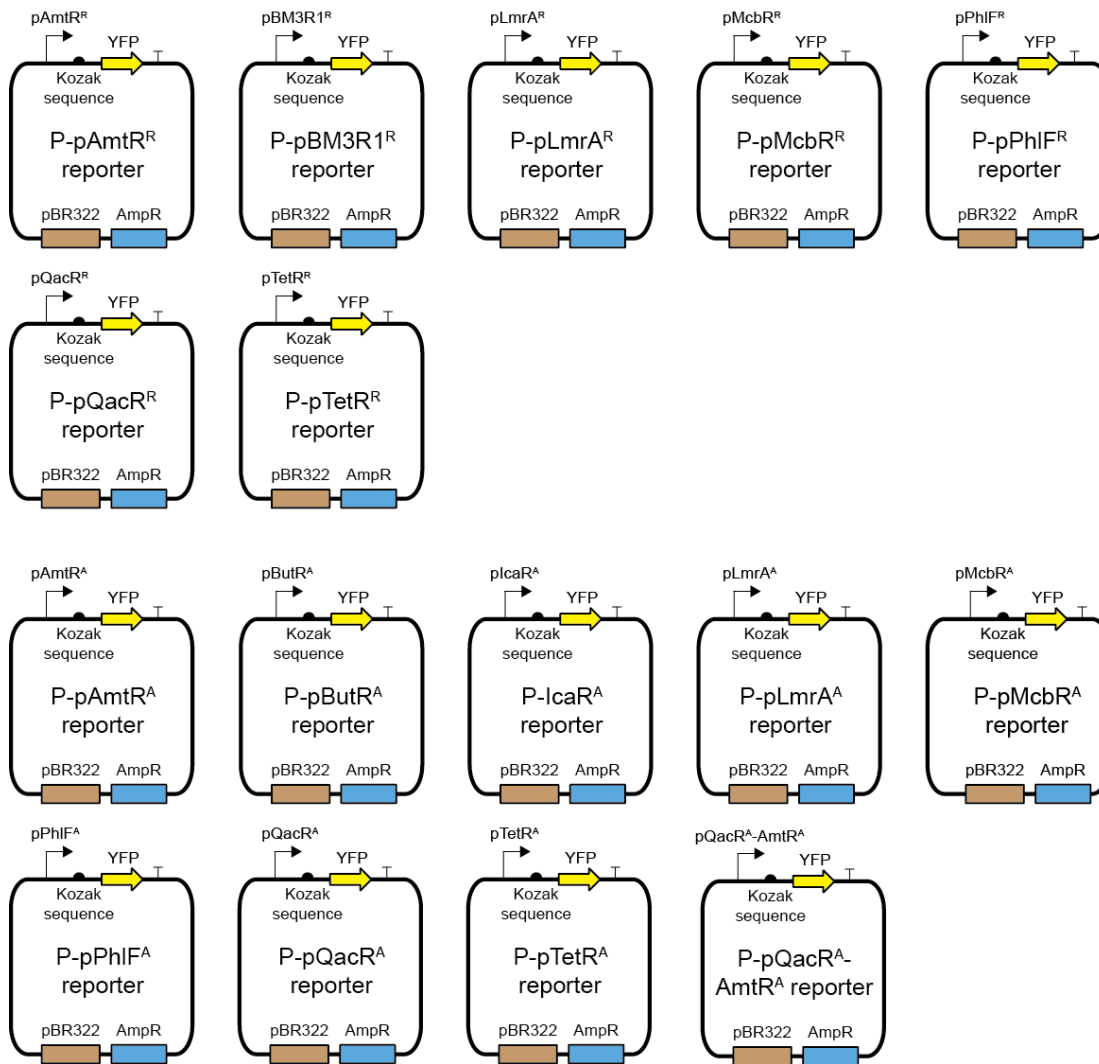 pAmtRᴿ pBM3R1ᴿ pLmrAᴿ pMcbRᴿ pPhlFᴿ
YFP YFP YFP YFP YFP
Kozak Kozak Kozak Kozak Kozak
sequence sequence sequence sequence sequence
P-pAmtRᴿ P-pBM3R1ᴿ P-pLmrAᴿ P-pMcbRᴿ P-pPhlFᴿ
reporter reporter reporter reporter reporter
pBR322 AmpR pBR322 AmpR pBR322 AmpR pBR322 AmpR pBR322 AmpR
pQacRᴿ pTetRᴿ
YFP YFP
Kozak Kozak
sequence sequence
P-pQacRᴿ P-pTetRᴿ
reporter reporter
pBR322 AmpR pBR322 AmpR
pAmtRᴬ pButRᴬ pIcaRᴬ pLmrAᴬ pMcbRᴬ
YFP YFP YFP YFP YFP
Kozak Kozak Kozak Kozak Kozak
sequence sequence sequence sequence sequence
P-pAmtRᴬ P-pButRᴬ P-IcaRᴬ P-pLmrAᴬ P-pMcbRᴬ
reporter reporter reporter reporter reporter
pBR322 AmpR pBR322 AmpR pBR322 AmpR pBR322 AmpR pBR322 AmpR
pPhlFᴬ pQacRᴬ pTetRᴬ pQacRᴬ-AmtRᴬ
YFP YFP YFP YFP
Kozak Kozak Kozak Kozak
sequence sequence sequence sequence
P-pPhlFᴬ P-pQacRᴬ P-pTetRᴬ P-pQacRᴬ-
reporter reporter reporter AmtRᴬ reporter
pBR322 AmpR pBR322 AmpR pBR322 AmpR pBR322 AmpR